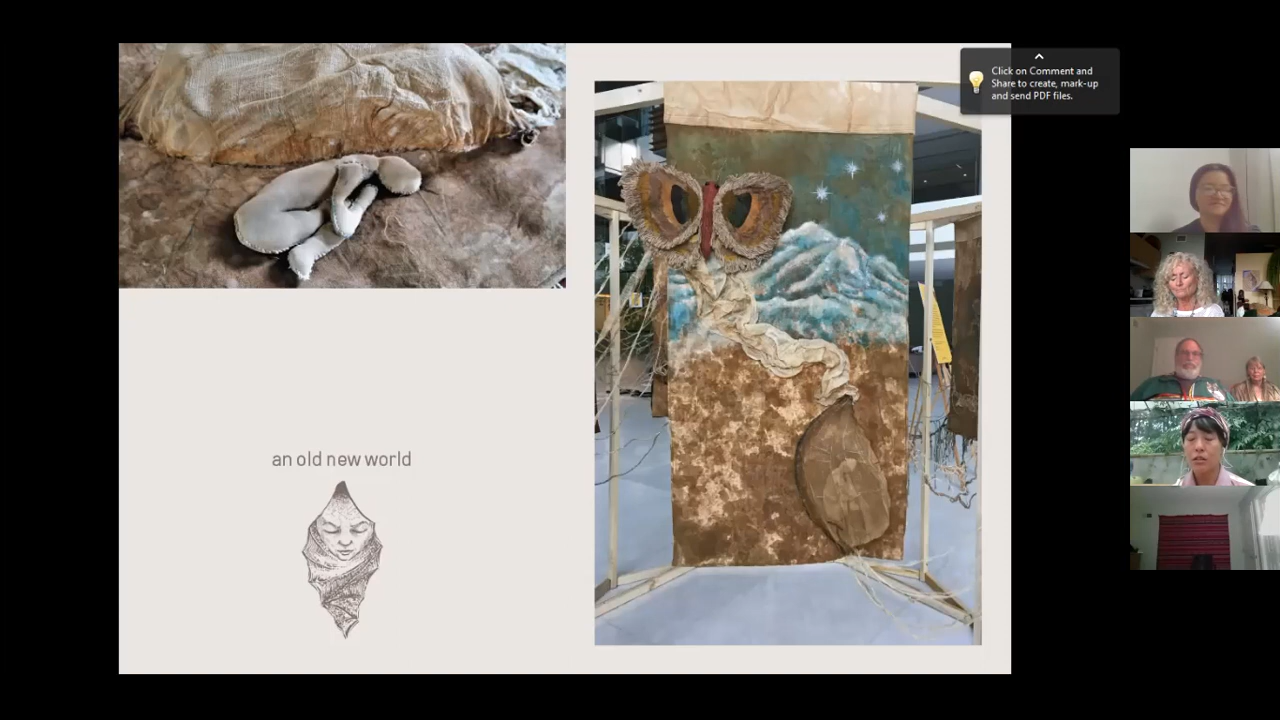 an old new world
Click on Comment and
Share to create, mark-up
and send PDF files.